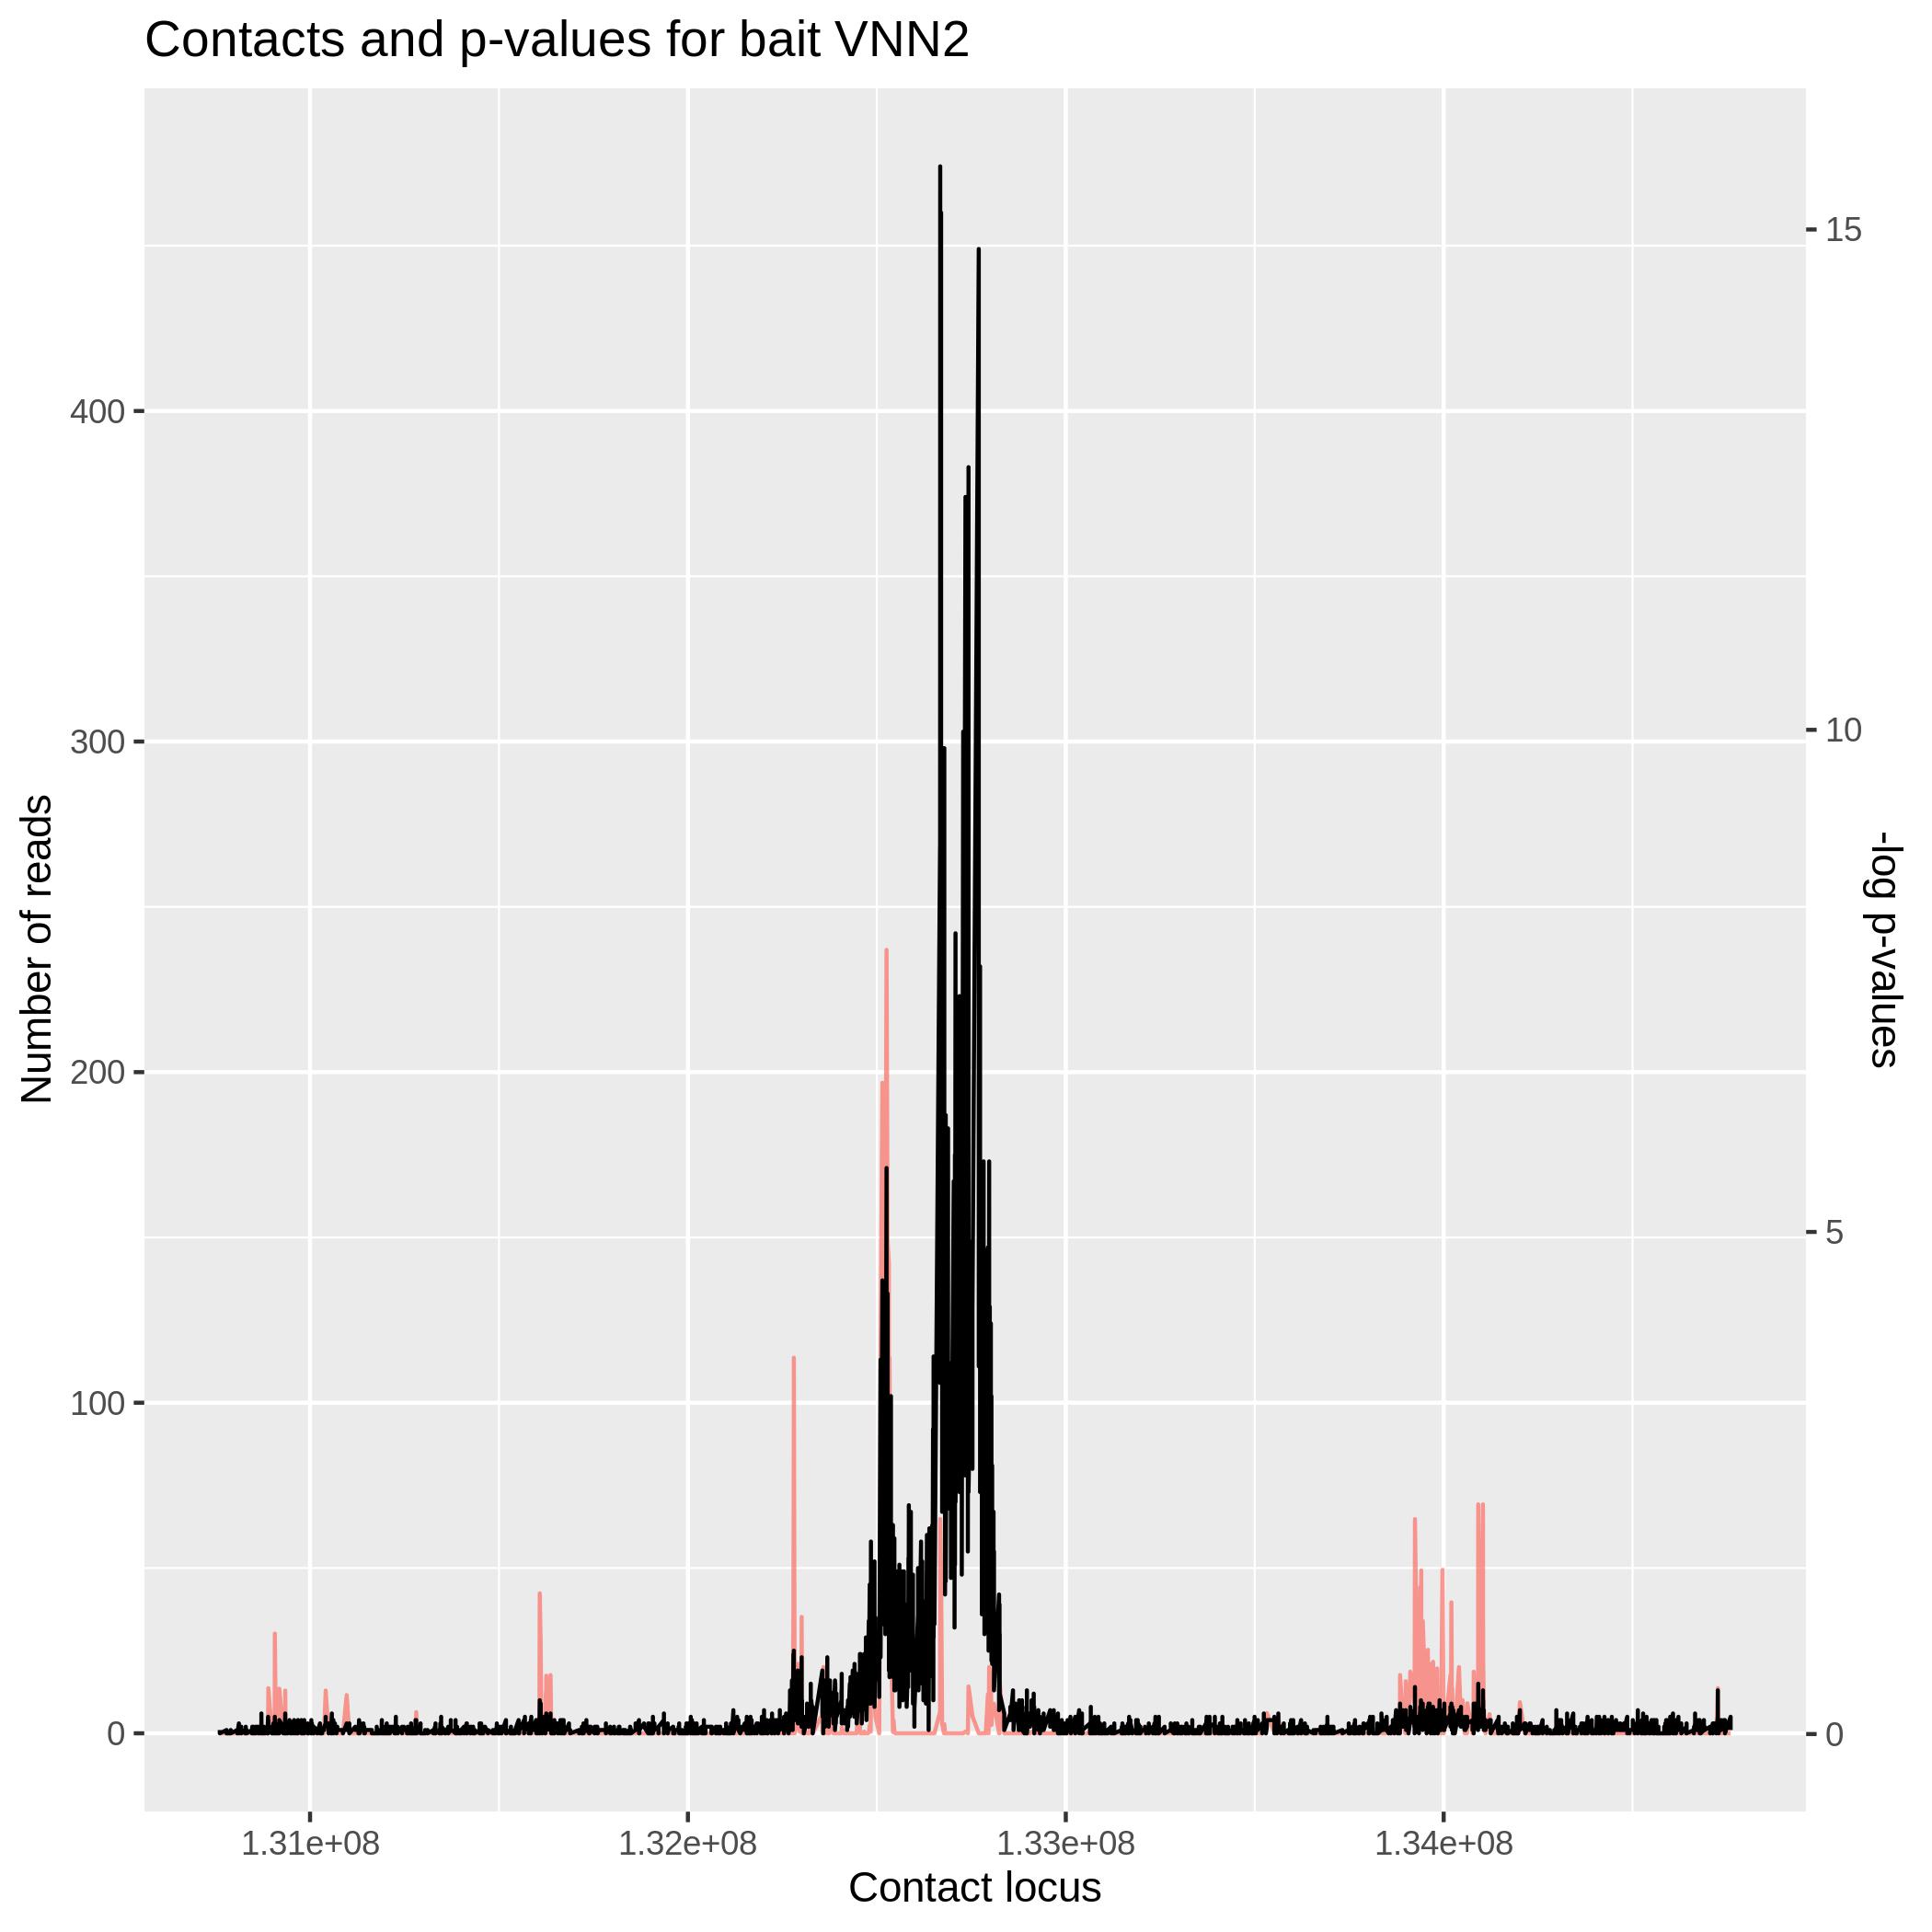 Contacts and p-values for bait VNN2
Number of reads
400
300
200
100
0
15
10
5
0
-log p-values
1.31e+08
1.32e+08
1.33e+08
1.34e+08
Contact locus